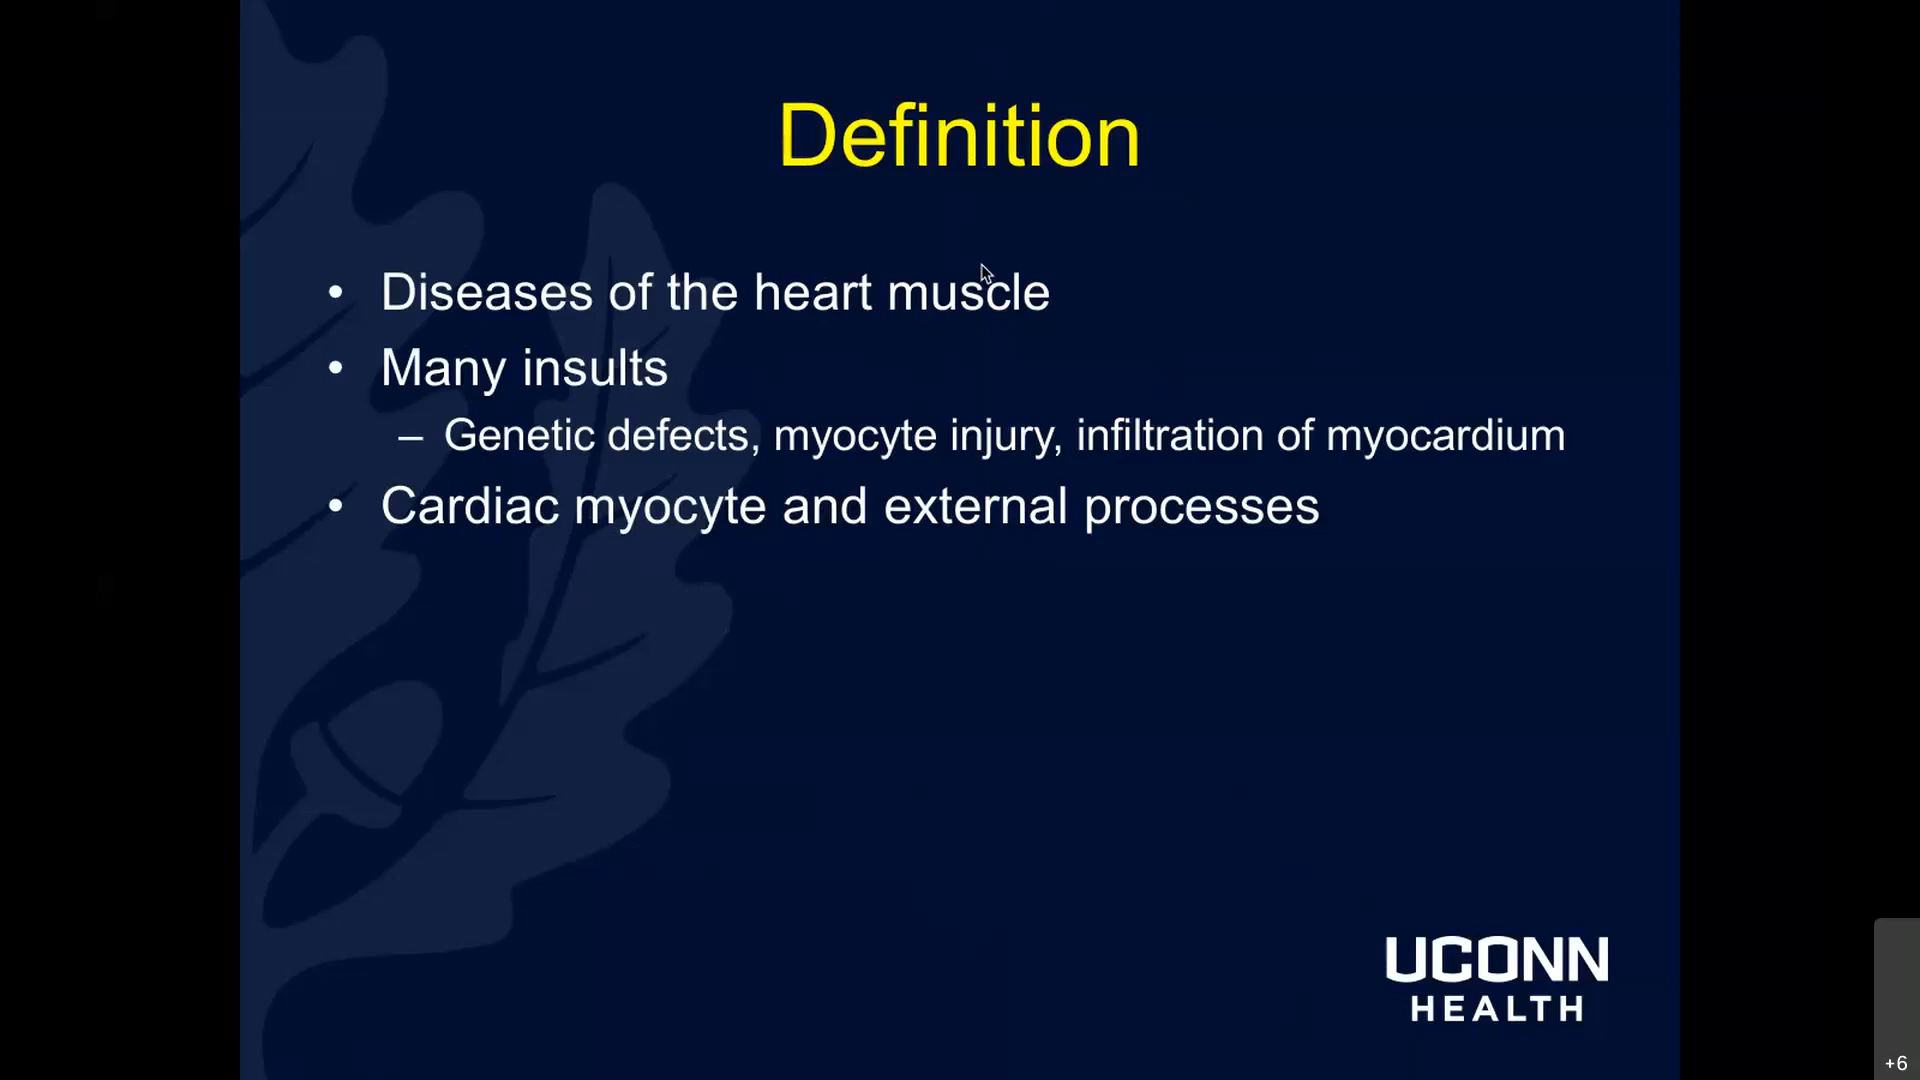 Definition
• Diseases of the heart muscle
• Many insults
– Genetic defects, myocyte injury, infiltration of myocardium
• Cardiac myocyte and external processes
UCONN
HEALTH
+6